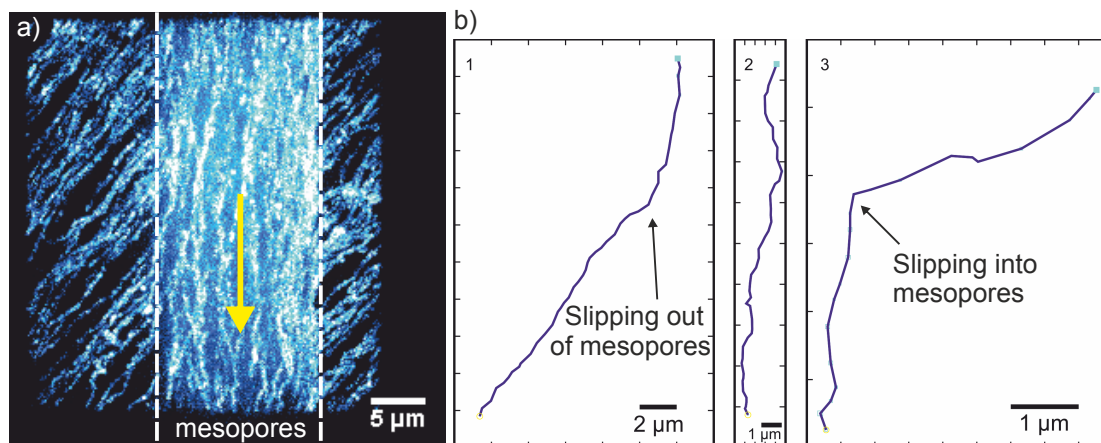 a)
mesopores
5 µm
b)
1
Slipping out
of mesopores
2 µm
2
1 µm
3
Slipping into
mesopores
1 µm